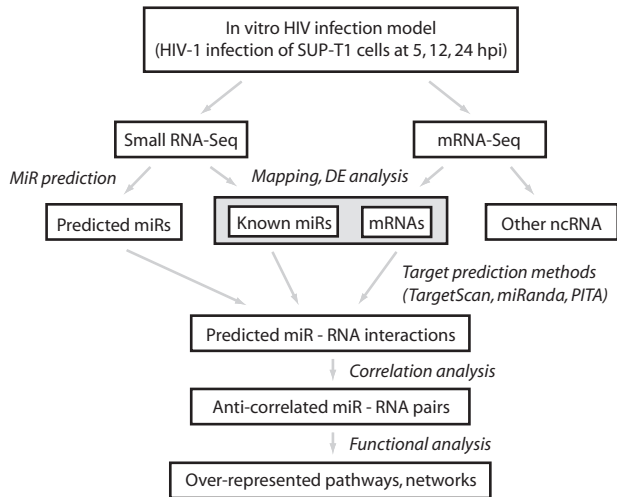 In vitro HIV infection model
(HIV-1 infection of SUP-T1 cells at 5, 12, 24 hpi)
Small RNA-Seq
mRNA-Seq
MiR prediction
Mapping, DE analysis
Predicted miRs
Known miRs
mRNAs
Other ncRNA
Target prediction methods
(TargetScan, miRanda, PITA)
Predicted miR - RNA interactions
Correlation analysis
Anti-correlated miR - RNA pairs
Functional analysis
Over-represented pathways, networks